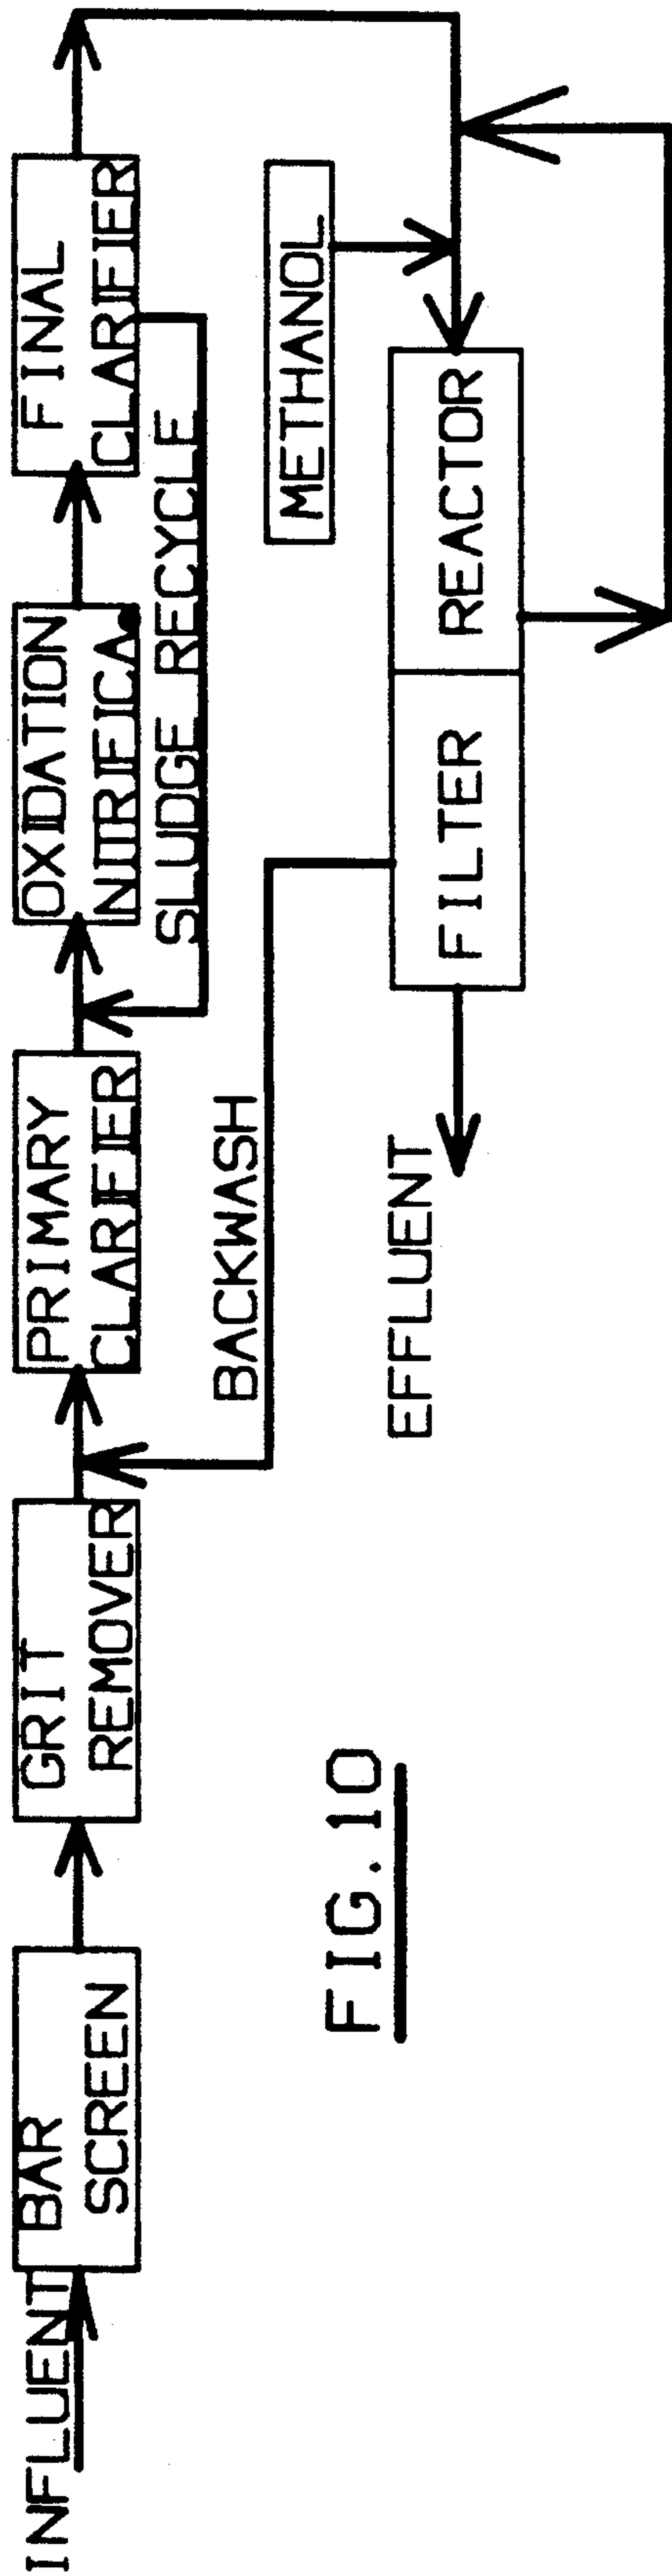 INFLUENT
BAR
SCREEN
GRIT
REMOVER
PRIMARY
CLARIFIER
OXIDATION
NITRIFICA
FINAL
CLARIFIER
SLUDGE RECYCLE
BACKWASH
METHANOL
EFFLUENT
FILTER
REACTOR
FIG. 10